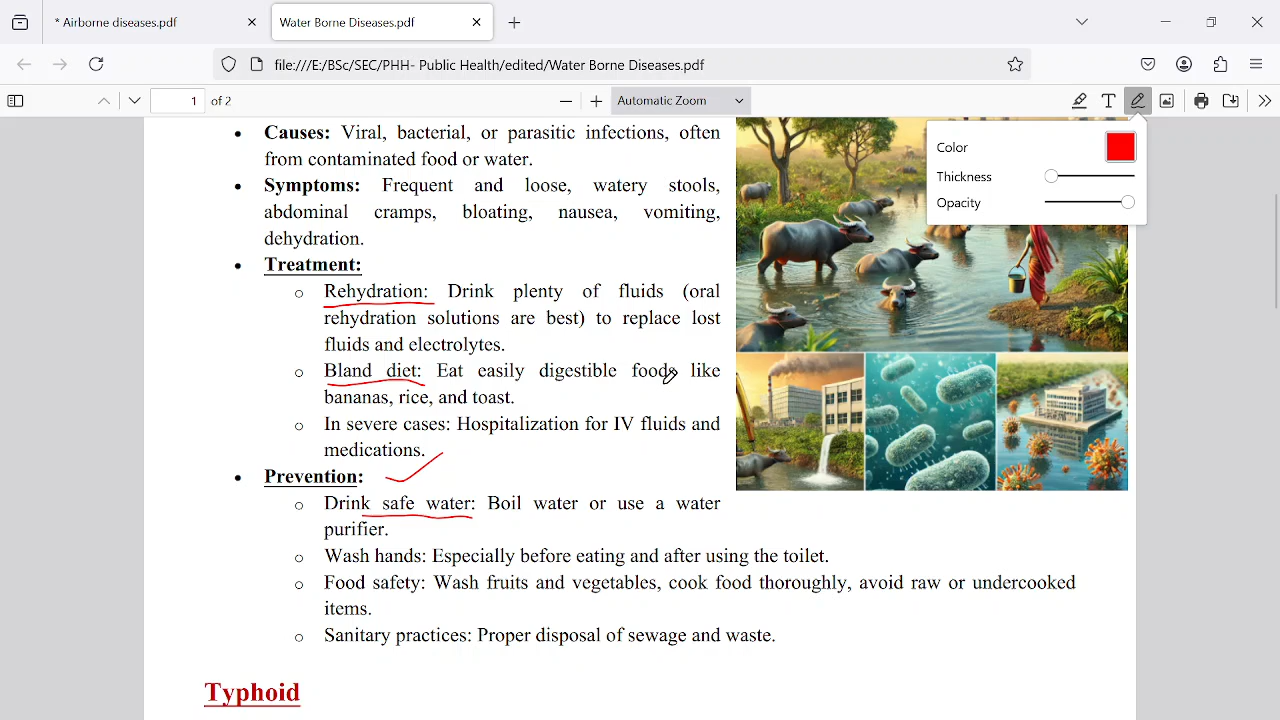 * Airborne diseases.pdf
Water Borne Diseases.pdf
file:///E:/BSc/SEC/PHH- Public Health/edited/Water Borne Diseases.pdf
1 of 2
Automatic Zoom
Color
Thickness
Opacity
• Causes: Viral, bacterial, or parasitic infections, often
from contaminated food or water.
• Symptoms: Frequent and loose, watery stools,
abdominal cramps, bloating, nausea, vomiting,
dehydration.
• Treatment:
o Rehydration: Drink plenty of fluids (oral
rehydration solutions are best) to replace lost
fluids and electrolytes.
o Bland diet: Eat easily digestible foods like
bananas, rice, and toast.
o In severe cases: Hospitalization for IV fluids and
medications.
• Prevention:
o Drink safe water: Boil water or use a water
purifier.
o Wash hands: Especially before eating and after using the toilet.
o Food safety: Wash fruits and vegetables, cook food thoroughly, avoid raw or undercooked
items.
o Sanitary practices: Proper disposal of sewage and waste.
Typhoid